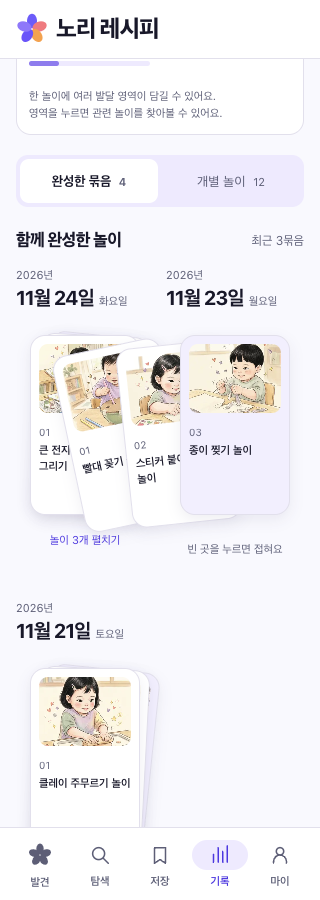 노리 레시피
한 놀이에 여러 발달 영역이 담길 수 있어요.
영역을 누르면 관련 놀이를 찾아볼 수 있어요.
완성한 묶음 4
개별 놀이 12
함께 완성한 놀이
최근 3묶음
2026년
11월 24일 화요일
2026년
11월 23일 월요일
01
큰 전지
그리기
01
빨대 꽂기
02
스티커
놀이
03
종이 찢기 놀이
놀이 3개 펼치기
빈 곳을 누르면 접혀요
2026년
11월 21일 토요일
01
클레이 주무르기 놀이
발견
탐색
저장
기록
마이